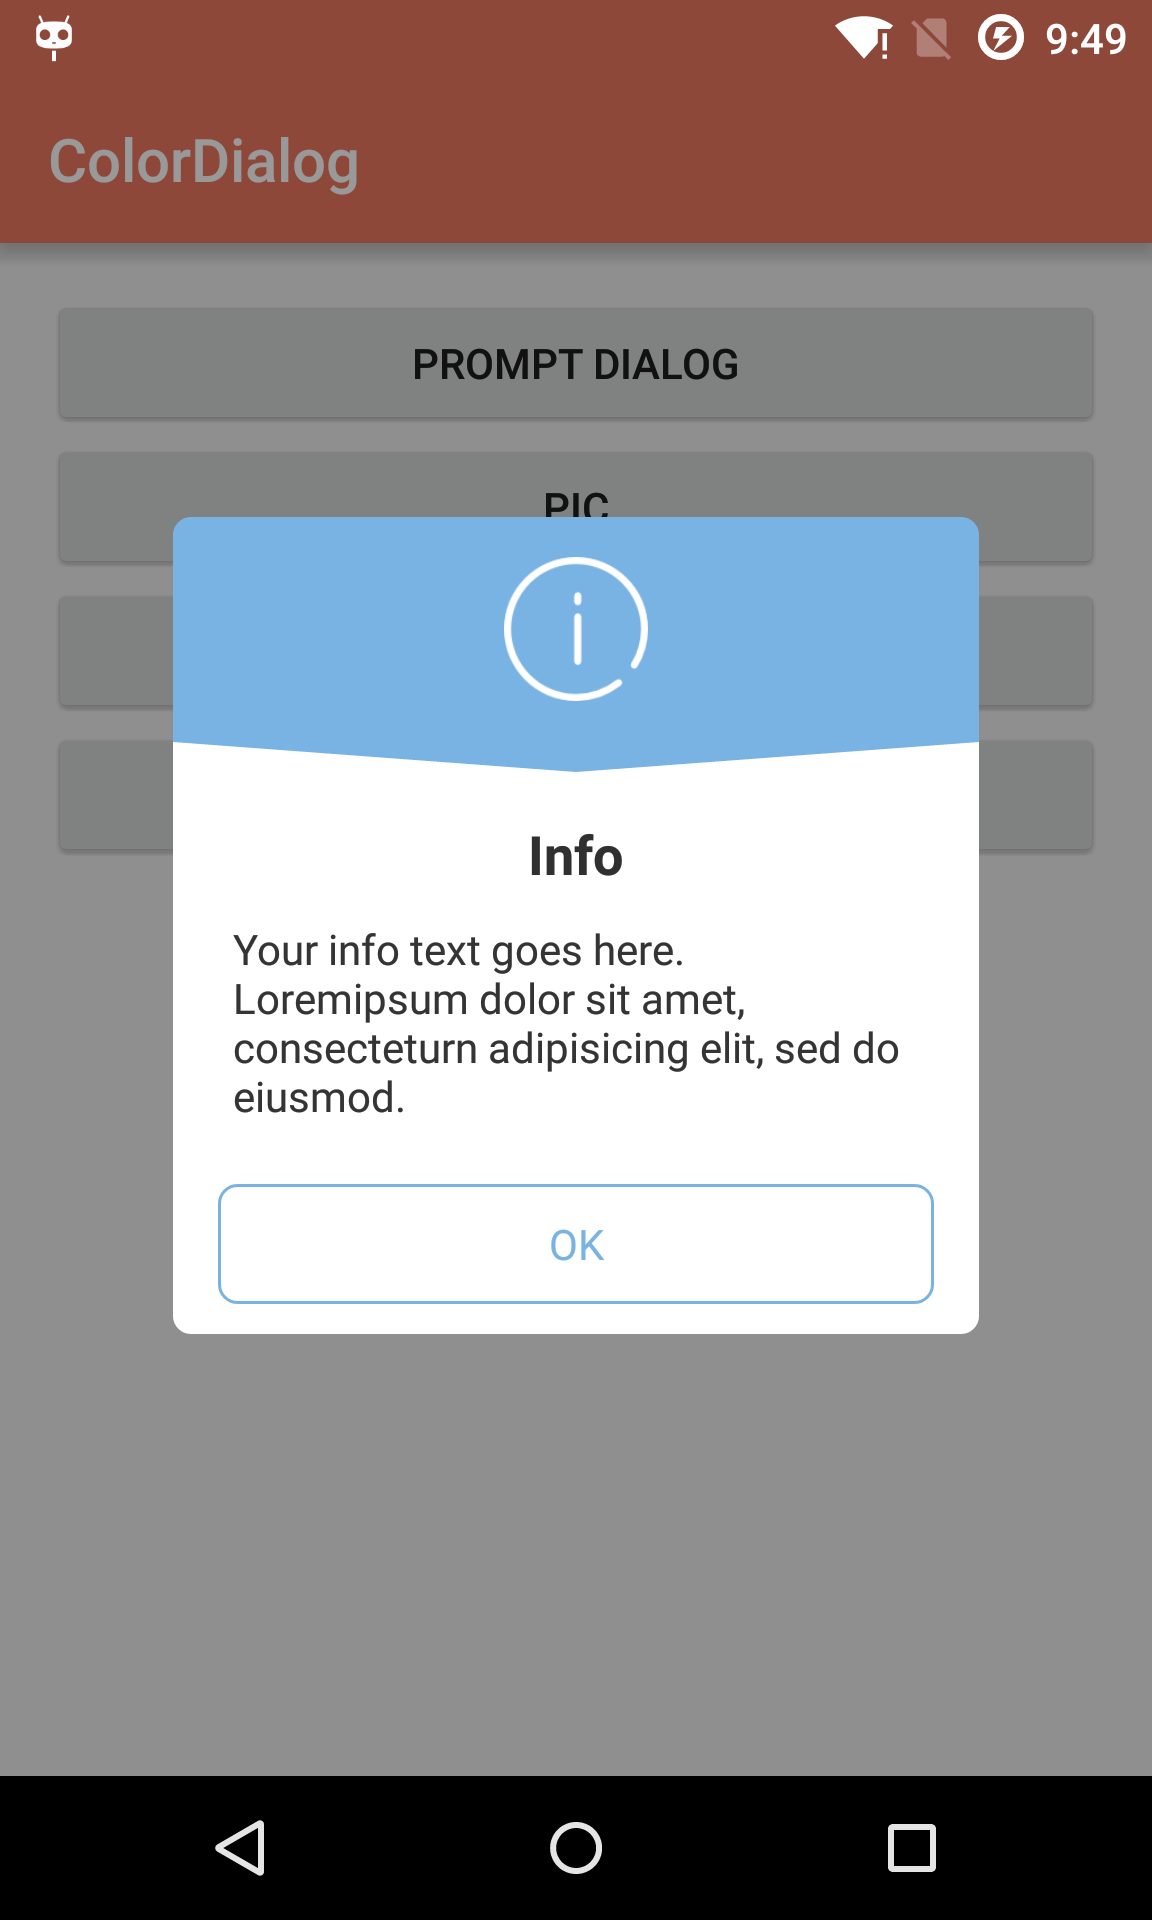 9:49
ColorDialog
PROMPT DIALOG
PIC
Info
Your info text goes here.
Loremipsum dolor sit amet,
consecteturn adipisicing elit, sed do
eiusmod.
OK